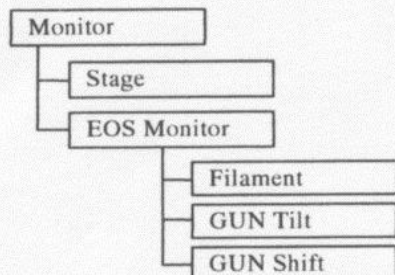 Monitor
Stage
EOS Monitor
Filament
GUN Tilt
GUN Shift